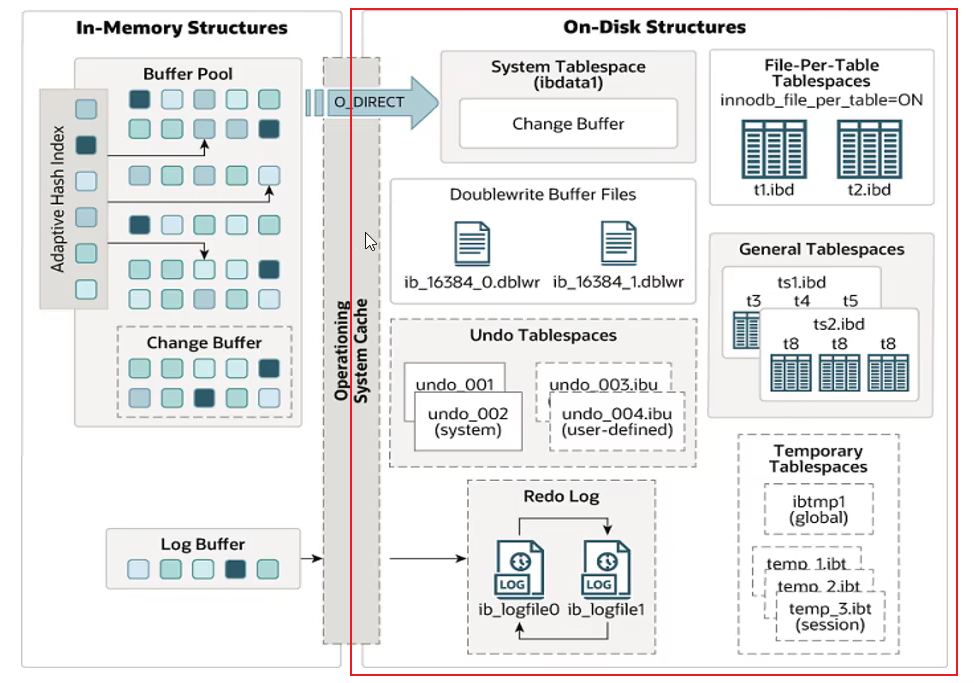 In-Memory Structures
Buffer Pool
Adaptive Hash Index
Change Buffer
Log Buffer
Operationing
System Cache
O_DIRECT
On-Disk Structures
System Tablespace
(ibdata1)
Change Buffer
Doublewrite Buffer Files
ib_16384_0.dblwr
ib_16384_1.dblwr
Undo Tablespaces
undo_001
undo_002
(system)
undo_003.ibu
undo_004.ibu
(user-defined)
Redo Log
LOG
LOG
ib_logfile0
ib_logfile1
File-Per-Table
Tablespaces
innodb_file_per_table=ON
t1.ibd
t2.ibd
General Tablespaces
ts1.ibd
t3
t4
t5
ts2.ibd
t8
t8
t8
Temporary
Tablespaces
ibtmp1
(global)
temp_1.ibt
temp_2.ibt
temp_3.ibt
(session)